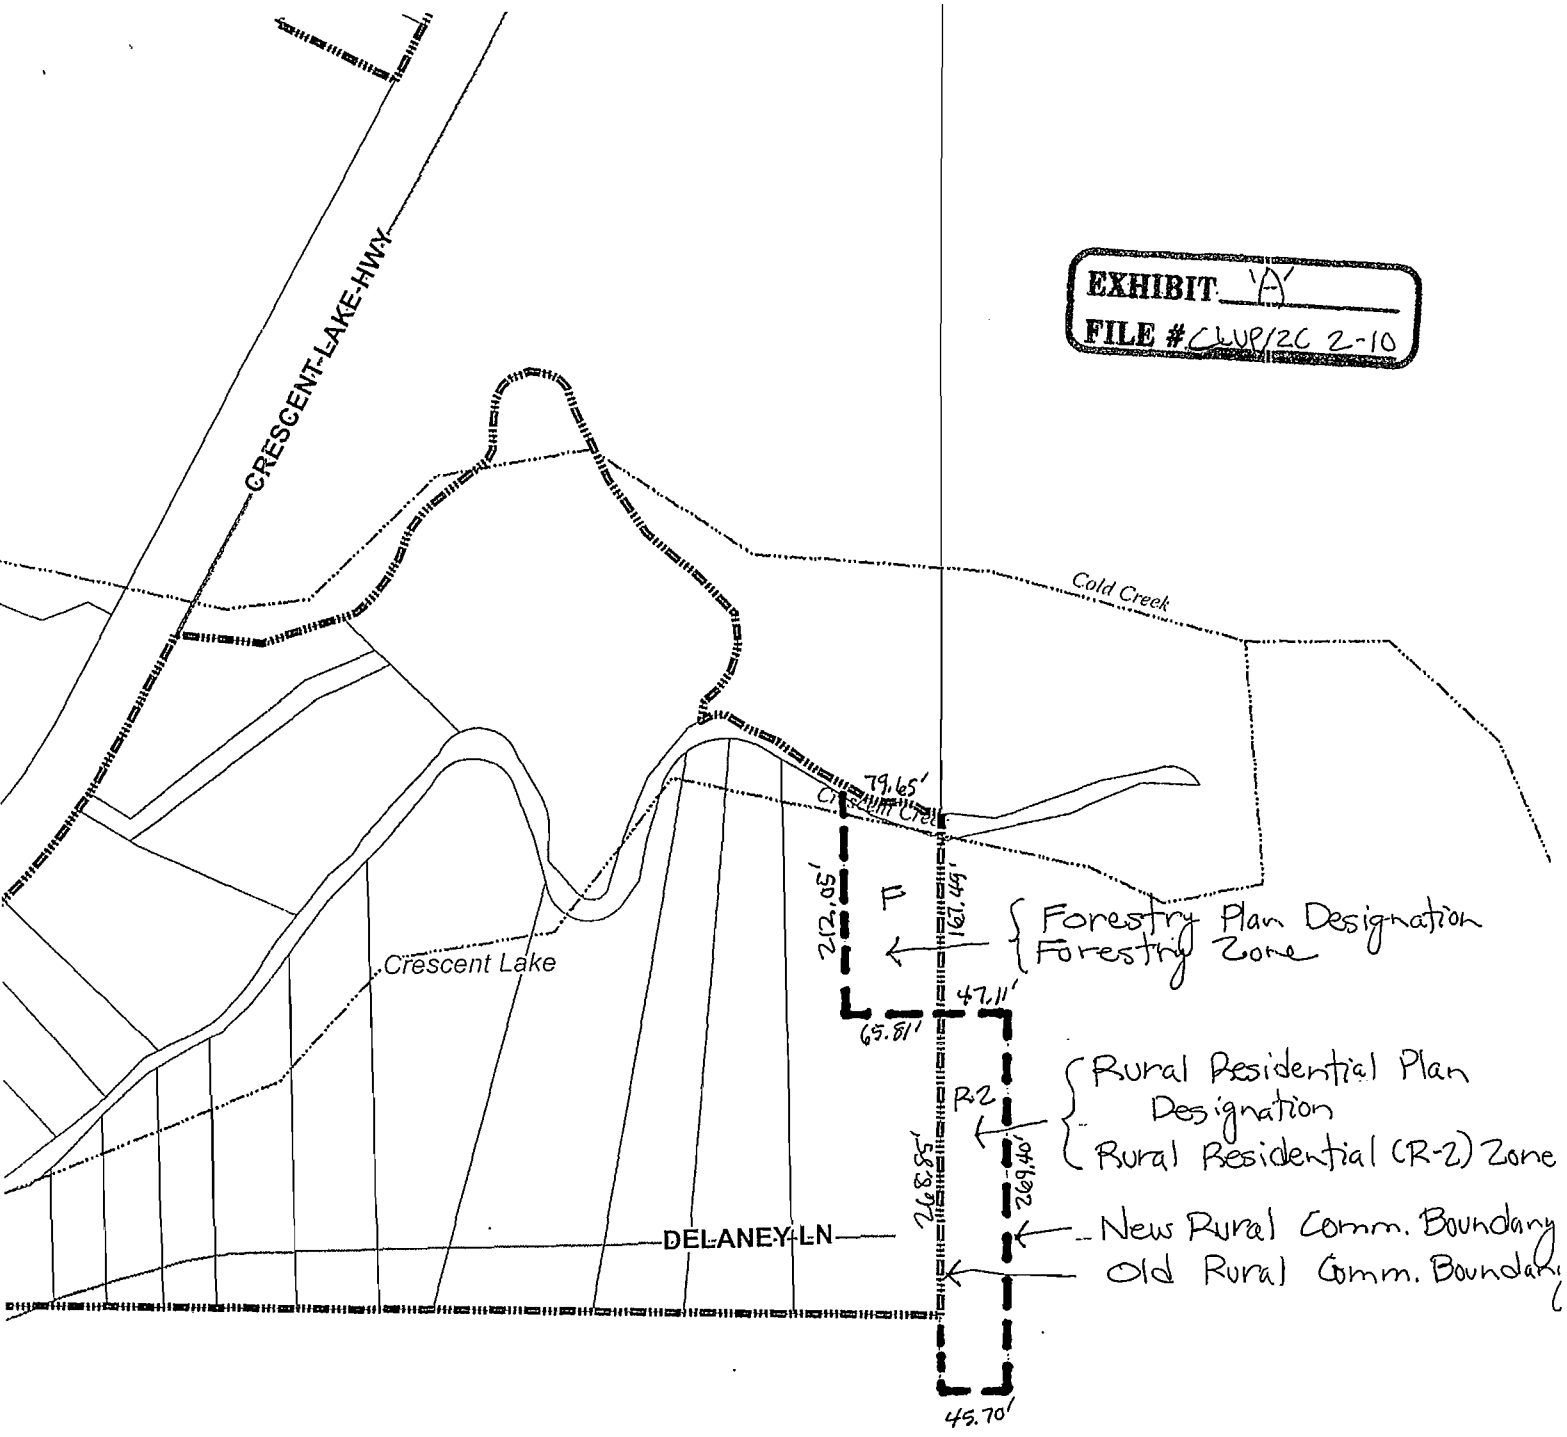 CRESCENT-LAKE-HWY
EXHIBIT 'A'
FILE # CLUP/ZC 2-10
Cold Creek
79.65'
Crescent Creek
212.05'
F
167.49'
Forestry Plan Designation
Forestry Zone
Crescent Lake
47.11'
65.81'
R2
Rural Residential Plan
Designation
Rural Residential (R-2) Zone
268.85'
269.40'
DELANEY-LN
New Rural Comm. Boundary
Old Rural Comm. Boundary
45.70'